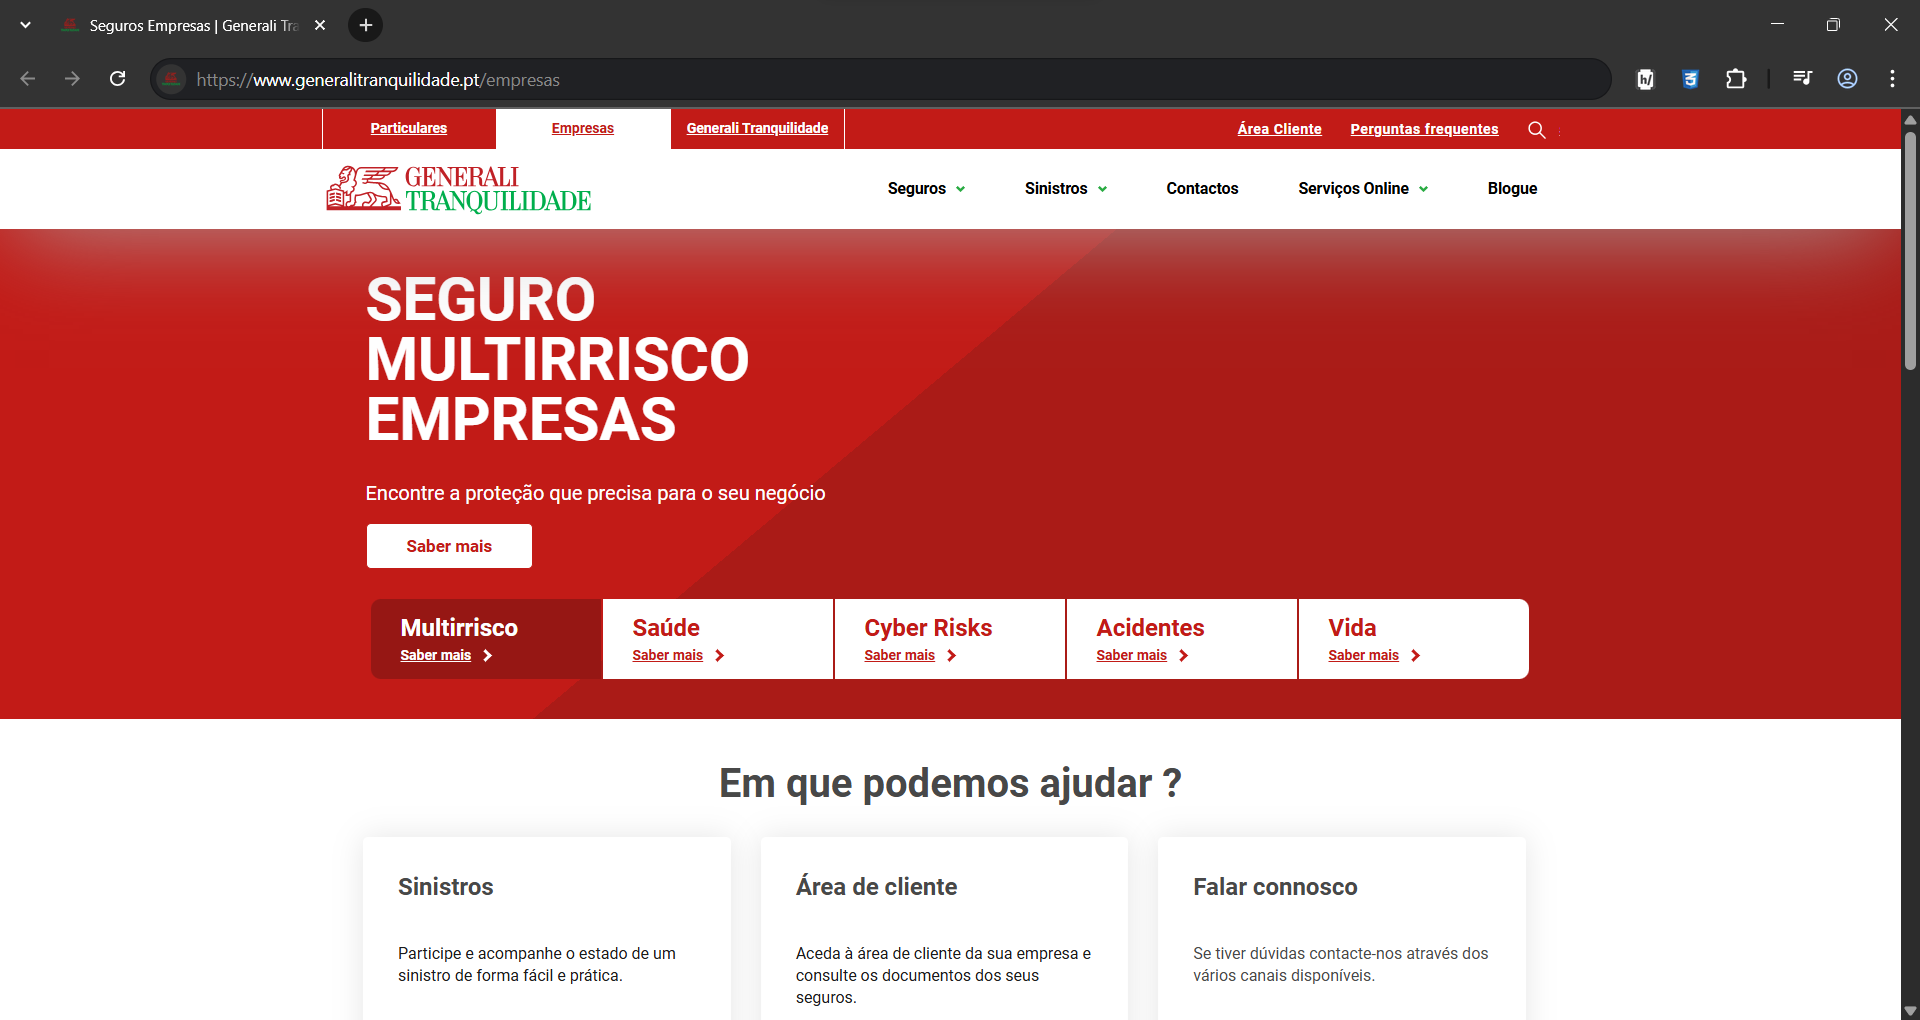 Seguros Empresas | Generali Tra
https://www.generalitranquilidade.pt/empresas
Particulares
Empresas
Generali Tranquilidade
Área Cliente
Perguntas frequentes
GENERALI
TRANQUILIDADE
Seguros
Sinistros
Contactos
Serviços Online
Blogue
SEGURO
MULTIRRISCO
EMPRESAS
Encontre a proteção que precisa para o seu negócio
Saber mais
Multirrisco
Saber mais
Saúde
Saber mais
Cyber Risks
Saber mais
Acidentes
Saber mais
Vida
Saber mais
Em que podemos ajudar ?
Sinistros
Participe e acompanhe o estado de um
sinistro de forma fácil e prática.
Área de cliente
Aceda à área de cliente da sua empresa e
consulte os documentos dos seus
seguros.
Falar connosco
Se tiver dúvidas contacte-nos através dos
vários canais disponíveis.